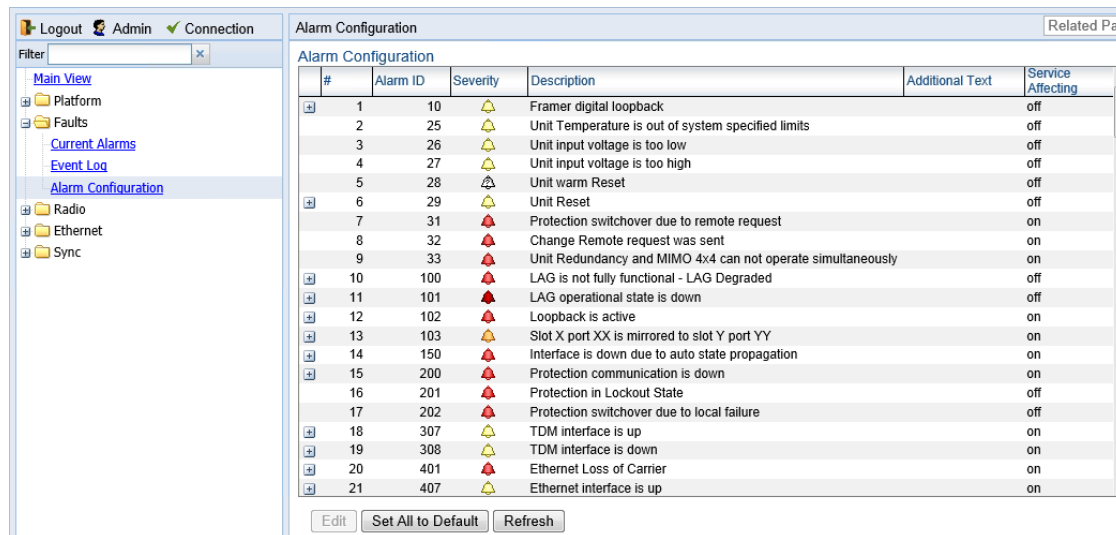 Logout Admin Connection
Filter
Main View
Platform
Faults
Current Alarms
Event Log
Alarm Configuration
Radio
Ethernet
Sync
Alarm Configuration Related Pa
Alarm Configuration
# Alarm ID Severity Description Additional Text Service Affecting
1 10 Framer digital loopback off
2 25 Unit Temperature is out of system specified limits off
3 26 Unit input voltage is too low off
4 27 Unit input voltage is too high off
5 28 Unit warm Reset off
6 29 Unit Reset off
7 31 Protection switchover due to remote request on
8 32 Change Remote request was sent on
9 33 Unit Redundancy and MIMO 4x4 can not operate simultaneously on
10 100 LAG is not fully functional - LAG Degraded off
11 101 LAG operational state is down off
12 102 Loopback is active on
13 103 Slot X port XX is mirrored to slot Y port YY on
14 150 Interface is down due to auto state propagation on
15 200 Protection communication is down on
16 201 Protection in Lockout State off
17 202 Protection switchover due to local failure off
18 307 TDM interface is up on
19 308 TDM interface is down on
20 401 Ethernet Loss of Carrier on
21 407 Ethernet interface is up on
Edit Set All to Default Refresh